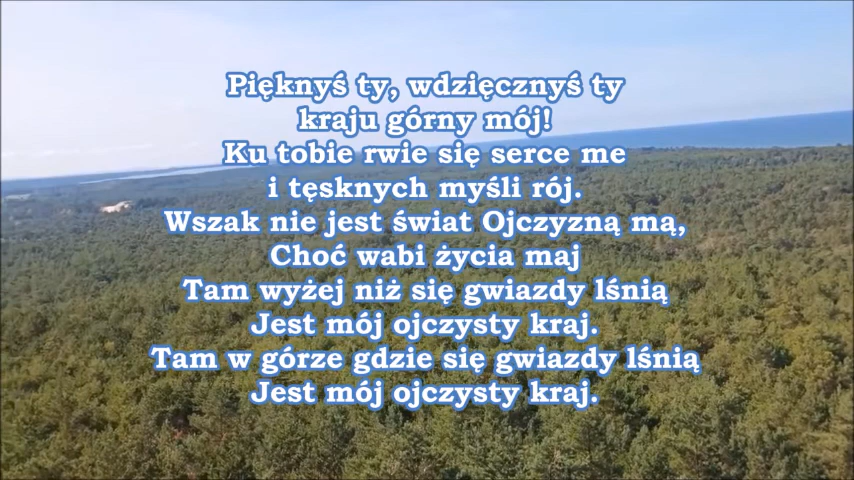 Pięknyś ty, wdzięcznyś ty
kraju górny mój!
Ku tobie rwie się serce me
i tęsknych myśli rój.
Wszak nie jest świat Ojczyzną mą,
Choć wabi życia maj
Tam wyżej niż się gwiazdy lśnią
Jest mój ojczysty kraj.
Tam w górze gdzie się gwiazdy lśnią
Jest mój ojczysty kraj.